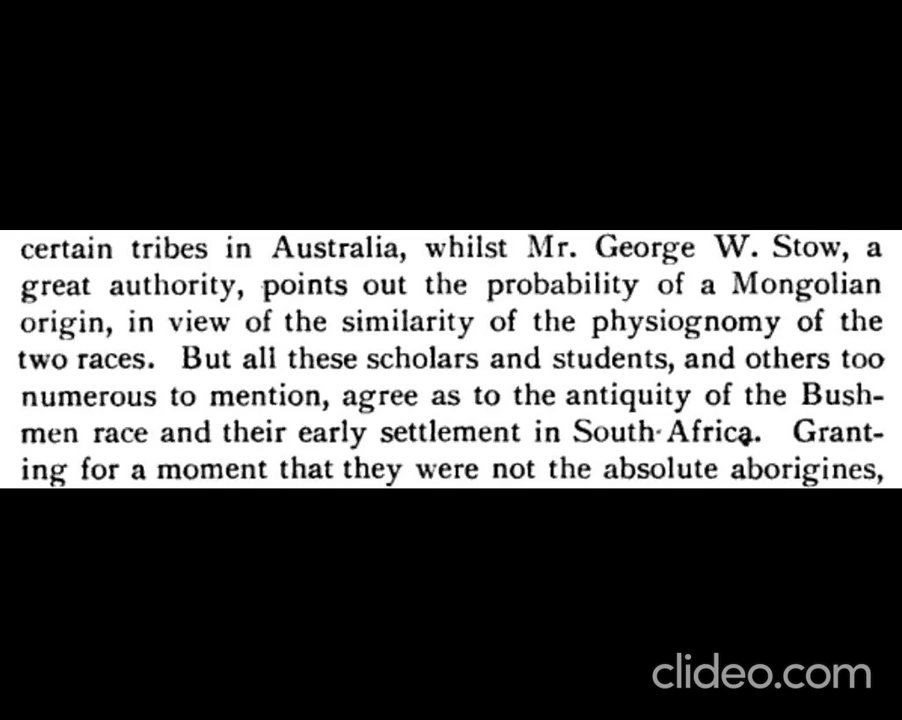 certain tribes in Australia, whilst Mr. George W. Stow, a
great authority, points out the probability of a Mongolian
origin, in view of the similarity of the physiognomy of the
two races. But all these scholars and students, and others too
numerous to mention, agree as to the antiquity of the Bush-
men race and their early settlement in South Africa. Grant-
ing for a moment that they were not the absolute aborigines,
clideo.com